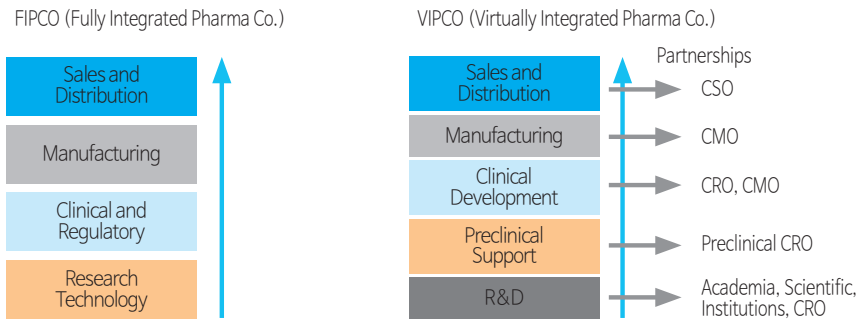 FIPCO (Fully Integrated Pharma Co.)
Sales and
Distribution
Manufacturing
Clinical and
Regulatory
Research
Technology
VIPCO (Virtually Integrated Pharma Co.)
Partnerships
Sales and
Distribution
CSO
Manufacturing
CMO
Clinical
Development
CRO, CMO
Preclinical
Support
Preclinical CRO
R&D
Academia, Scientific,
Institutions, CRO